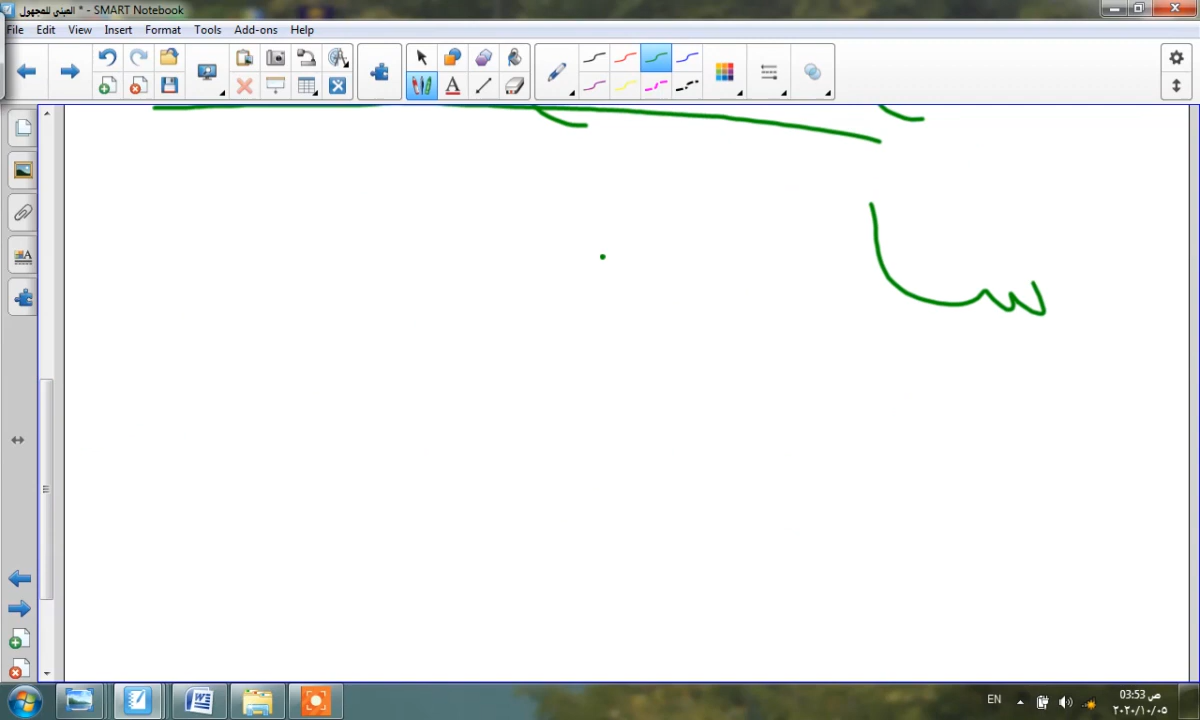 المبني للمجهول * - SMART Notebook
File Edit View Insert Format Tools Add-ons Help
EN
03:53 ص
٢٠٢٠/١٠/٠٥